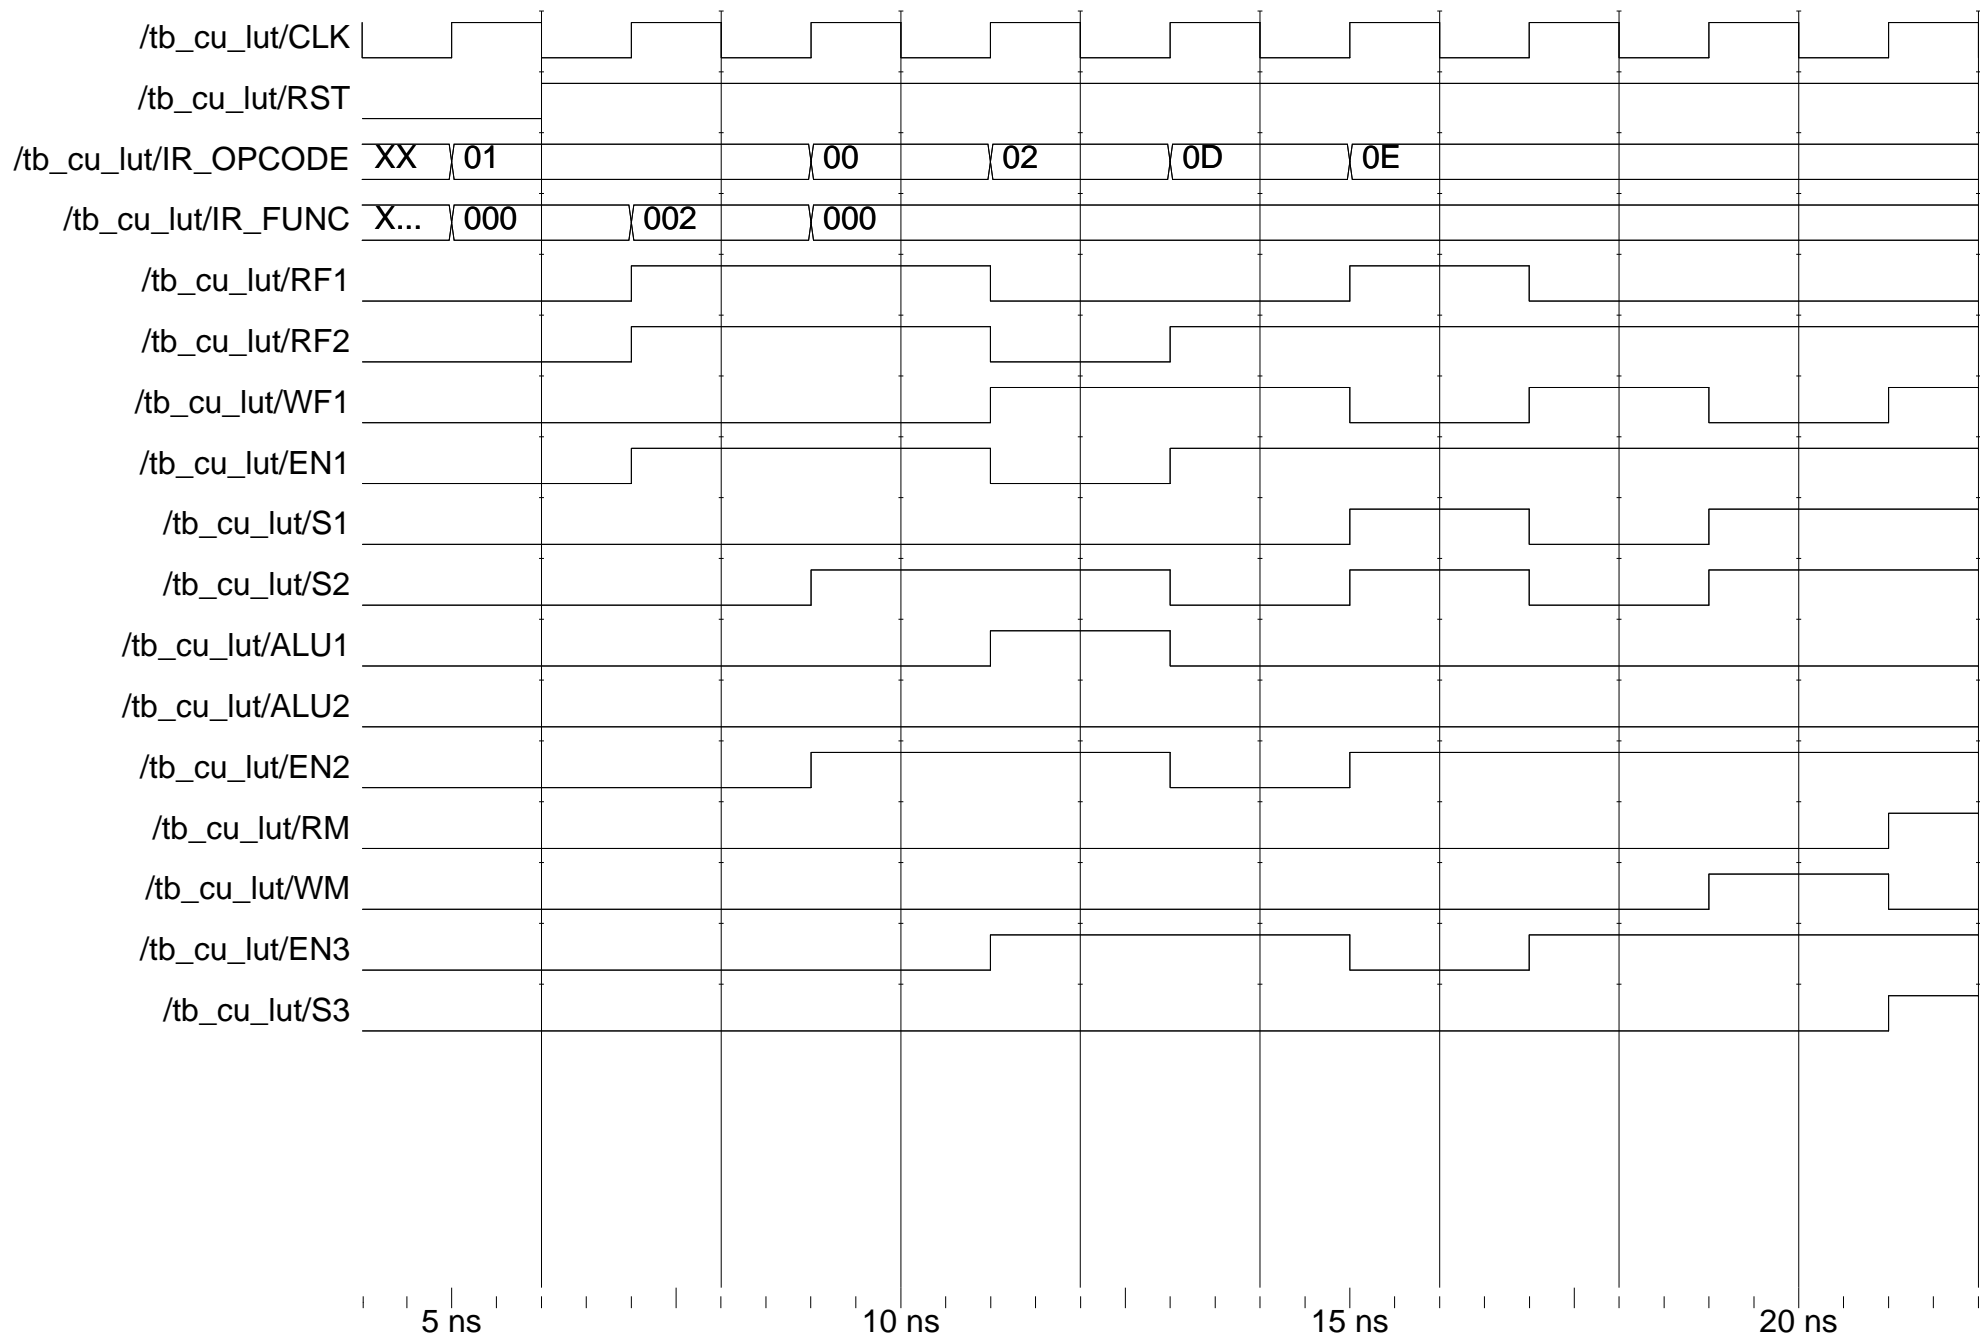 /tb_cu_lut/CLK
/tb_cu_lut/RST
/tb_cu_lut/IR_OPCODE XX 01 00 02 0D 0E
/tb_cu_lut/IR_FUNC X... 000 002 000
/tb_cu_lut/RF1
/tb_cu_lut/RF2
/tb_cu_lut/WF1
/tb_cu_lut/EN1
/tb_cu_lut/S1
/tb_cu_lut/S2
/tb_cu_lut/ALU1
/tb_cu_lut/ALU2
/tb_cu_lut/EN2
/tb_cu_lut/RM
/tb_cu_lut/WM
/tb_cu_lut/EN3
/tb_cu_lut/S3
5 ns 10 ns 15 ns 20 ns